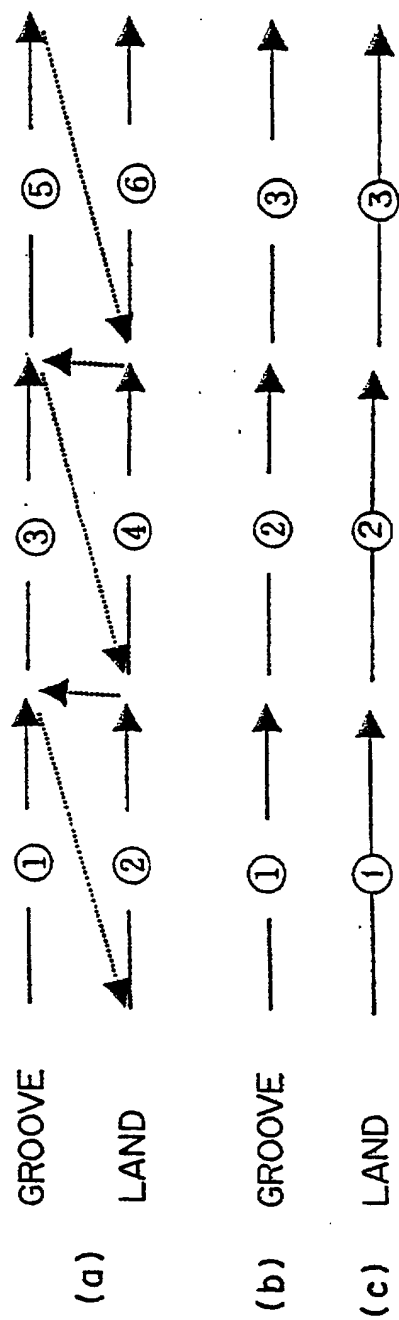 (a)
GROOVE ① ③ ⑤
LAND ② ④ ⑥
(b) GROOVE ① ② ③
(c) LAND ① ② ③